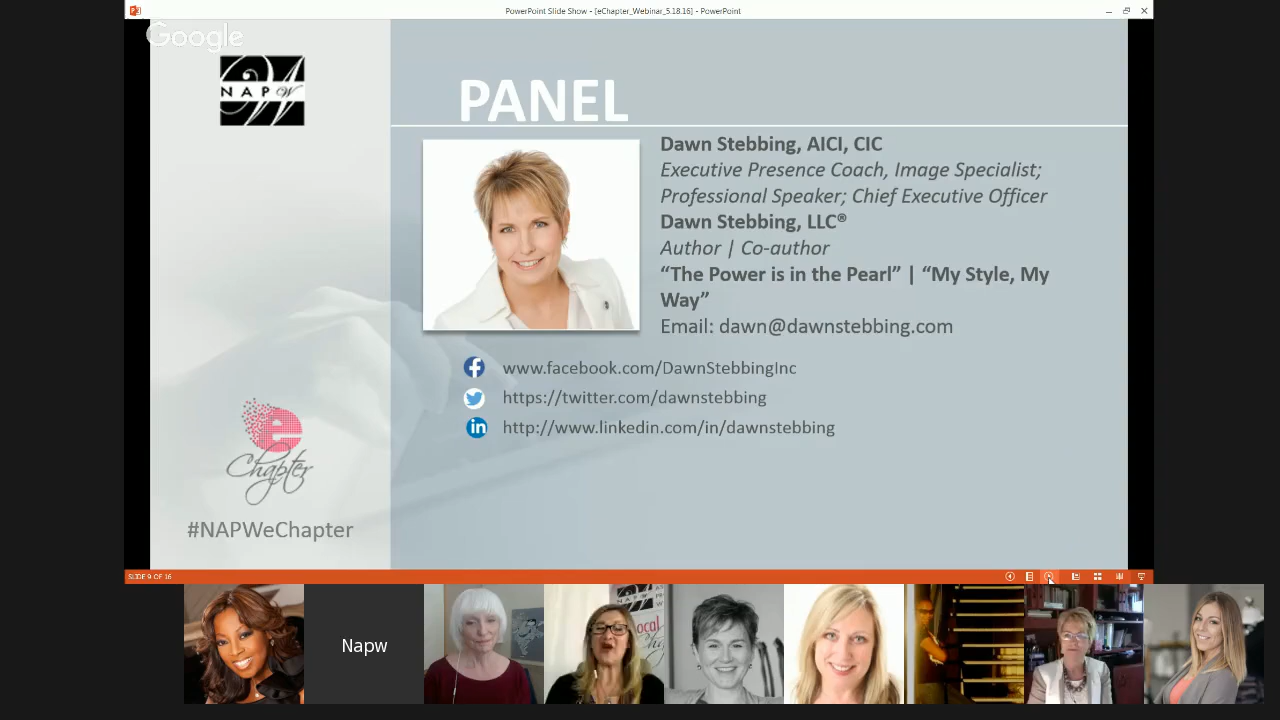 PowerPoint Slide Show - [eChapter_Webinar_5.18.16] - PowerPoint
Google
NAPW
PANEL
Dawn Stebbing, AICI, CIC
Executive Presence Coach, Image Specialist;
Professional Speaker; Chief Executive Officer
Dawn Stebbing, LLC®
Author | Co-author
“The Power is in the Pearl” | “My Style, My
Way”
Email: dawn@dawnstebbing.com
www.facebook.com/DawnStebbingInc
https://twitter.com/dawnstebbing
http://www.linkedin.com/in/dawnstebbing
e
Chapter
#NAPWeChapter
SLIDE 9 OF 16
Napw